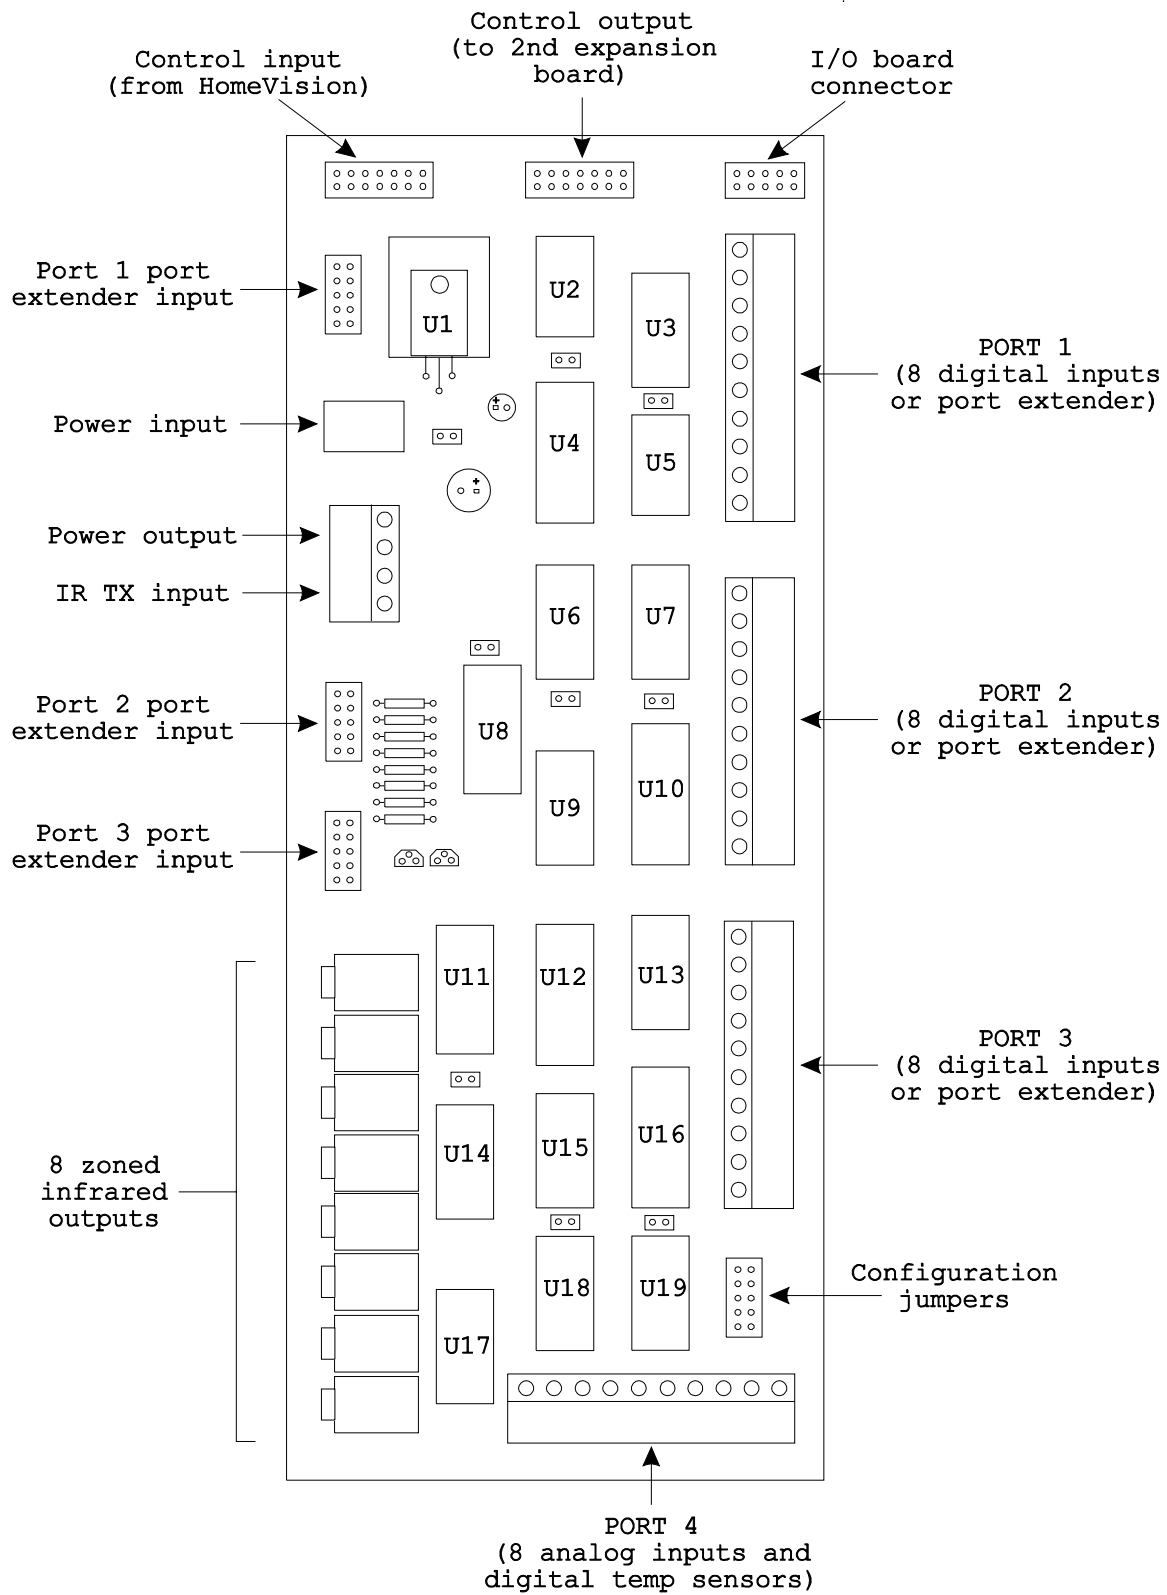 Control output
(to 2nd expansion
board)
Control input
(from HomeVision)
I/O board
connector
Port 1 port
extender input
U1
U2
U3
PORT 1
(8 digital inputs
or port extender)
Power input
+
U4
U5
+
Power output
IR TX input
U6
U7
Port 2 port
extender input
U8
PORT 2
(8 digital inputs
or port extender)
U9
U10
Port 3 port
extender input
U11
U12
U13
PORT 3
(8 digital inputs
or port extender)
8 zoned
infrared
outputs
U14
U15
U16
U17
U18
U19
Configuration
jumpers
PORT 4
(8 analog inputs and
digital temp sensors)